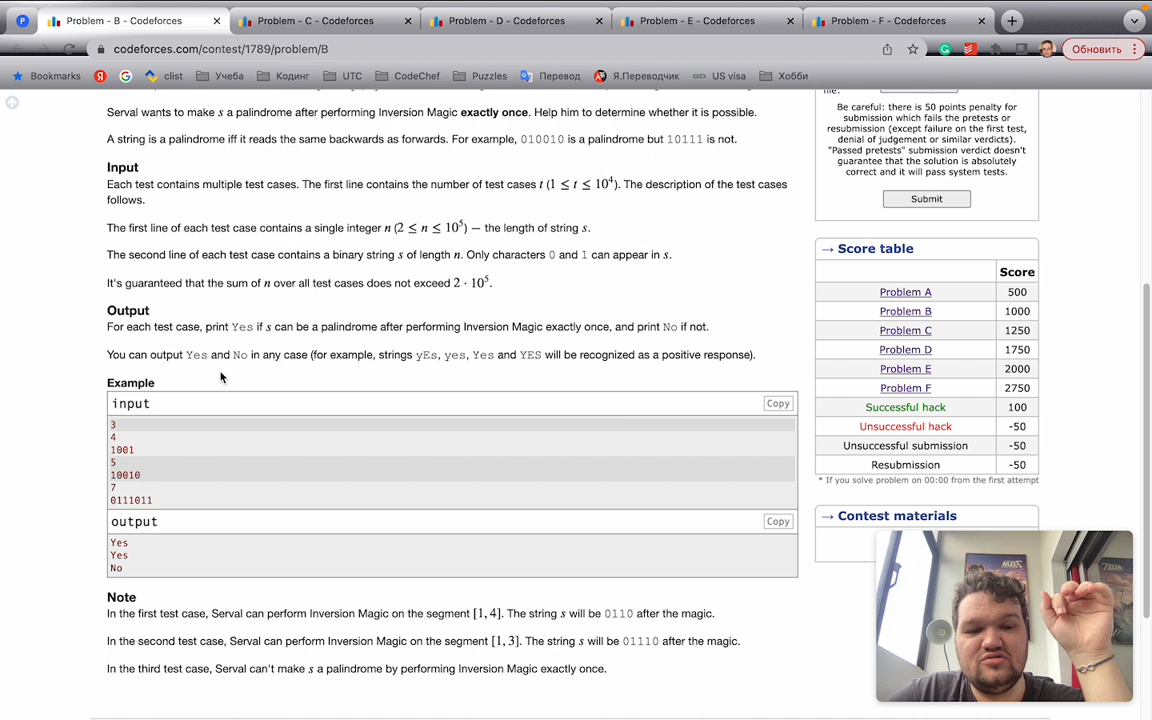 Problem - B - Codeforces
Problem - C - Codeforces
Problem - D - Codeforces
Problem - E - Codeforces
Problem - F - Codeforces
codeforces.com/contest/1789/problem/B
Обновить
Bookmarks
clist
Учеба
Кодинг
UTC
CodeChef
Puzzles
Перевод
Я.Переводчик
US visa
Хобби
Serval wants to make s a palindrome after performing Inversion Magic exactly once. Help him to determine whether it is possible.
A string is a palindrome iff it reads the same backwards as forwards. For example, 010010 is a palindrome but 10111 is not.
Input
Each test contains multiple test cases. The first line contains the number of test cases t (1 ≤ t ≤ 10⁴). The description of the test cases
follows.
The first line of each test case contains a single integer n (2 ≤ n ≤ 10⁵) — the length of string s.
The second line of each test case contains a binary string s of length n. Only characters 0 and 1 can appear in s.
It's guaranteed that the sum of n over all test cases does not exceed 2 · 10⁵.
Output
For each test case, print Yes if s can be a palindrome after performing Inversion Magic exactly once, and print No if not.
You can output Yes and No in any case (for example, strings yEs, yes, Yes and YES will be recognized as a positive response).
Example
input
Copy
3
4
1001
5
10010
7
0111011
output
Copy
Yes
Yes
No
Note
In the first test case, Serval can perform Inversion Magic on the segment [1, 4]. The string s will be 0110 after the magic.
In the second test case, Serval can perform Inversion Magic on the segment [1, 3]. The string s will be 01110 after the magic.
In the third test case, Serval can't make s a palindrome by performing Inversion Magic exactly once.
file:
Be careful: there is 50 points penalty for
submission which fails the pretests or
resubmission (except failure on the first test,
denial of judgement or similar verdicts).
"Passed pretests" submission verdict doesn't
guarantee that the solution is absolutely
correct and it will pass system tests.
Submit
→ Score table
Score
Problem A 500
Problem B 1000
Problem C 1250
Problem D 1750
Problem E 2000
Problem F 2750
Successful hack 100
Unsuccessful hack -50
Unsuccessful submission -50
Resubmission -50
* If you solve problem on 00:00 from the first attempt
→ Contest materials
ZELDA